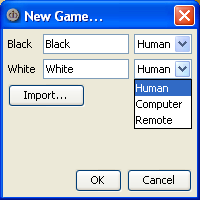 New Game...
Black Black Human
White White Human
Import... Human
Computer
Remote
OK Cancel